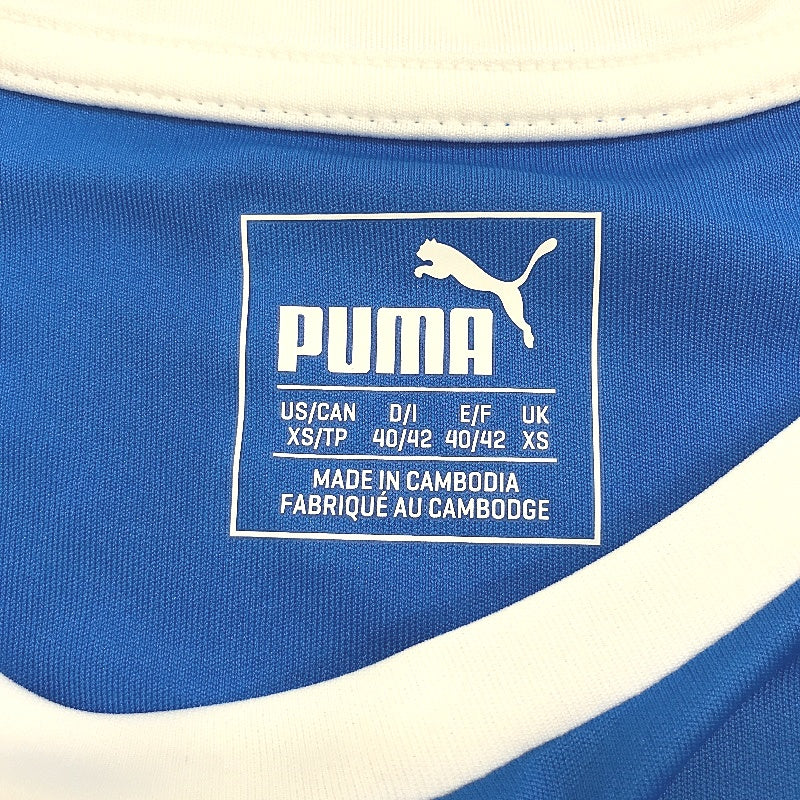 PUMA
US/CAN D/I E/F UK
XS/TP 40/42 40/42 XS
MADE IN CAMBODIA
FABRIQUÉ AU CAMBODGE